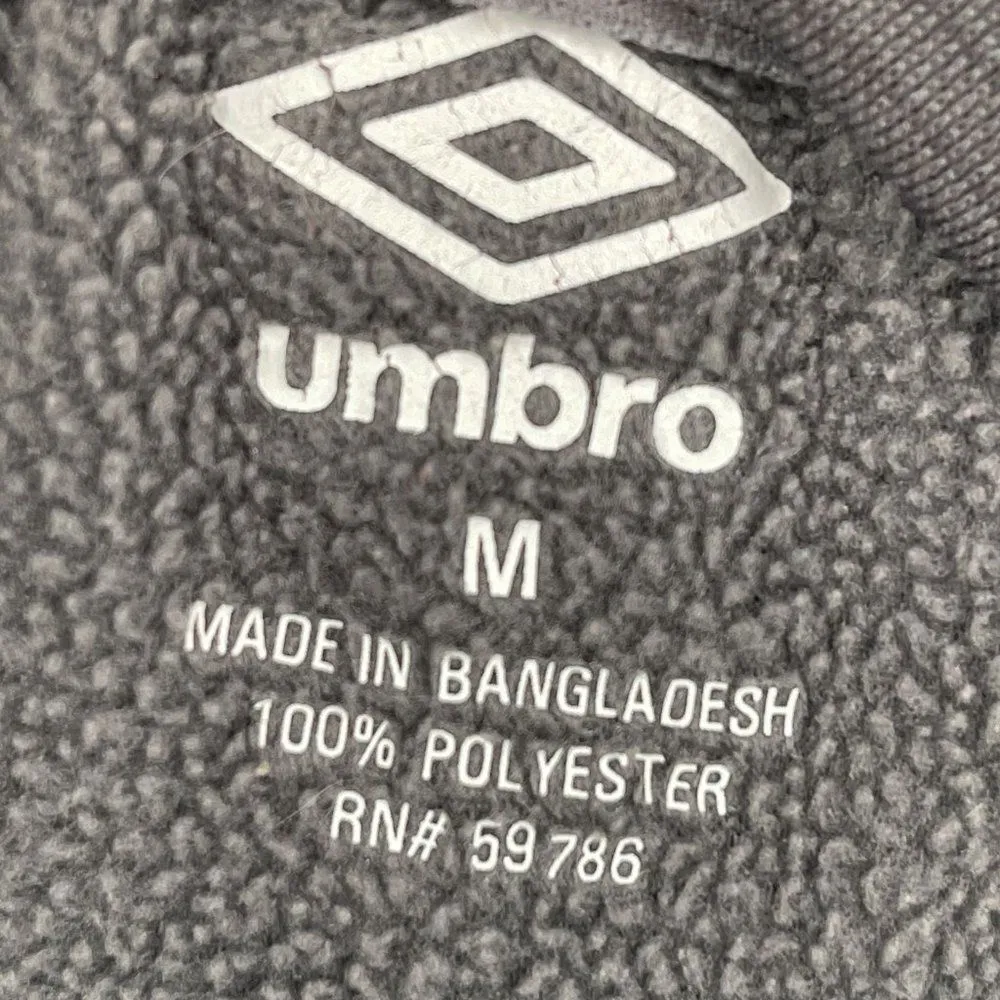 umbro
M
MADE IN BANGLADESH
100% POLYESTER
RN# 59786